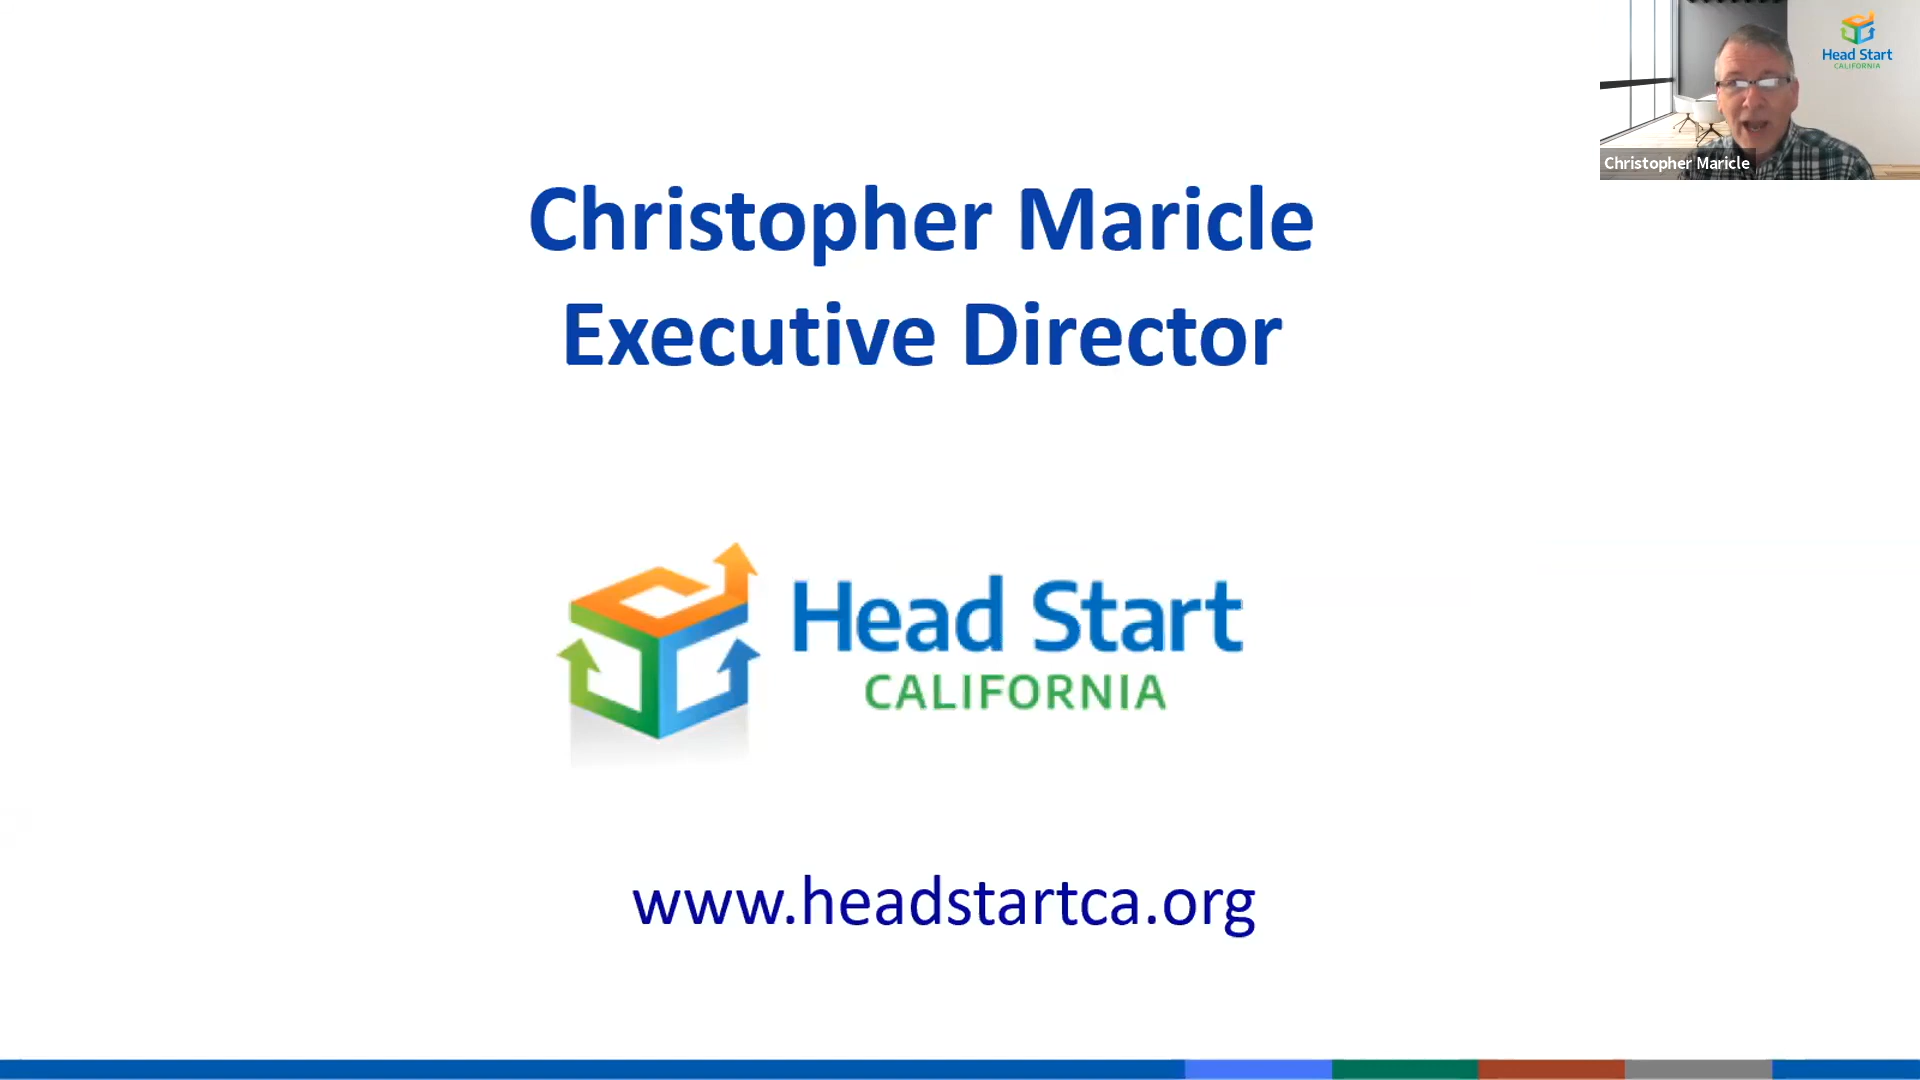 Head Start
CALIFORNIA
Christopher Maricle
Christopher Maricle
Executive Director
Head Start
CALIFORNIA
www.headstartca.org